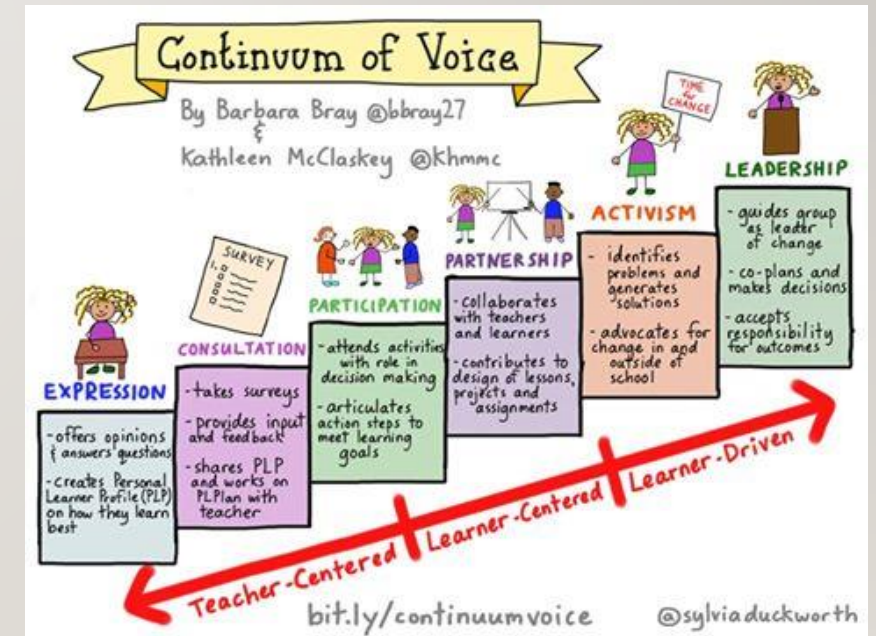 Continuum of Voice
By Barbara Bray @bbray27
&
Kathleen McClaskey @khmmc
EXPRESSION
- offers opinions
& answers questions
- creates Personal
Learner Profile (PLP)
on how they learn
best
SURVEY
1.
CONSULTATION
- takes surveys
- provides input
and feedback
- shares PLP
and works on
PLPlan with
teacher
PARTICIPATION
- attends activities
with role in
decision making
- articulates
action steps to
meet learning
goals
PARTNERSHIP
- collaborates
with teachers
and learners
- contributes to
design of lessons,
projects and
assignments
TIME
for
CHANGE
ACTIVISM
- identifies
problems and
generates
solutions
- advocates for
change in and
outside of
school
LEADERSHIP
- guides group
as leader
of change
- co-plans and
makes decisions
- accepts
responsibility
for outcomes
Teacher-Centered
Learner-Centered
Learner-Driven
bit.ly/continuumvoice
@sylviaduckworth